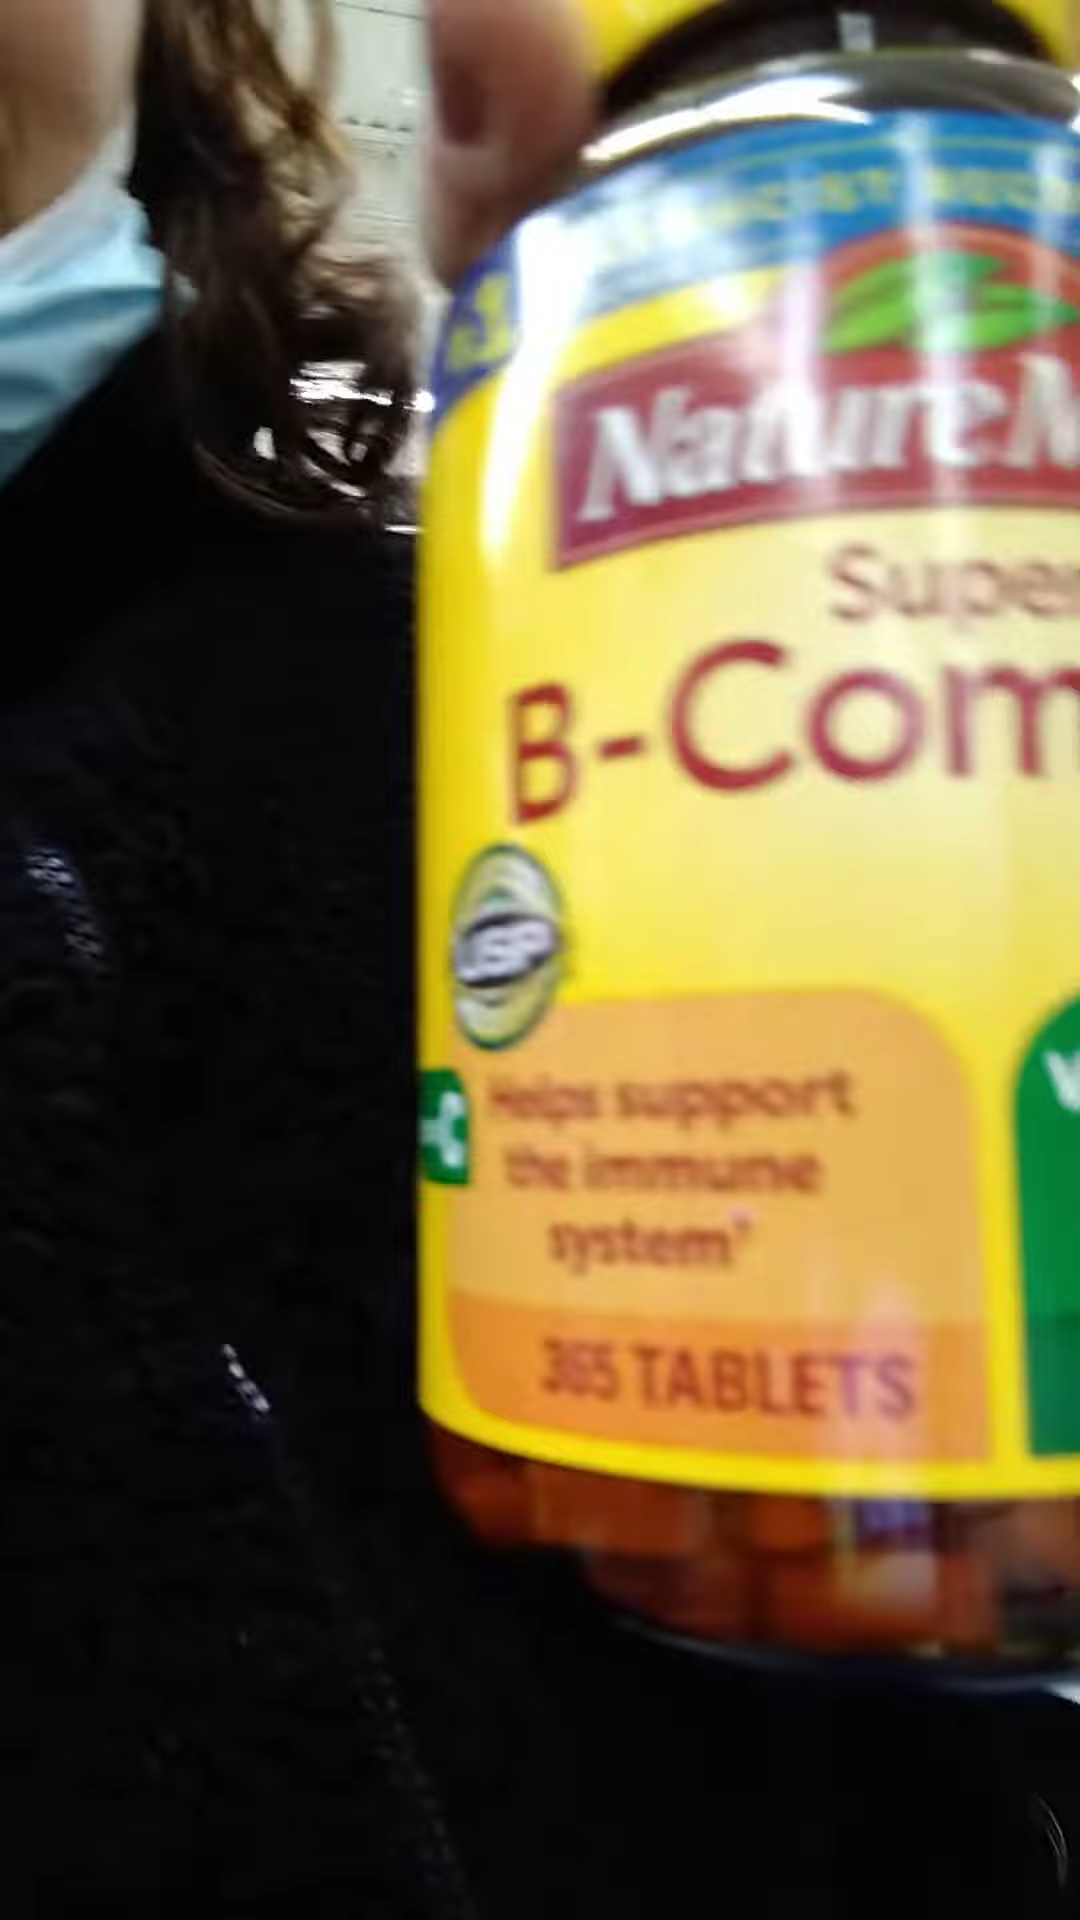 Nature M
Super
B-Com
USP
-C
Helps support
the immune
system†
365 TABLETS